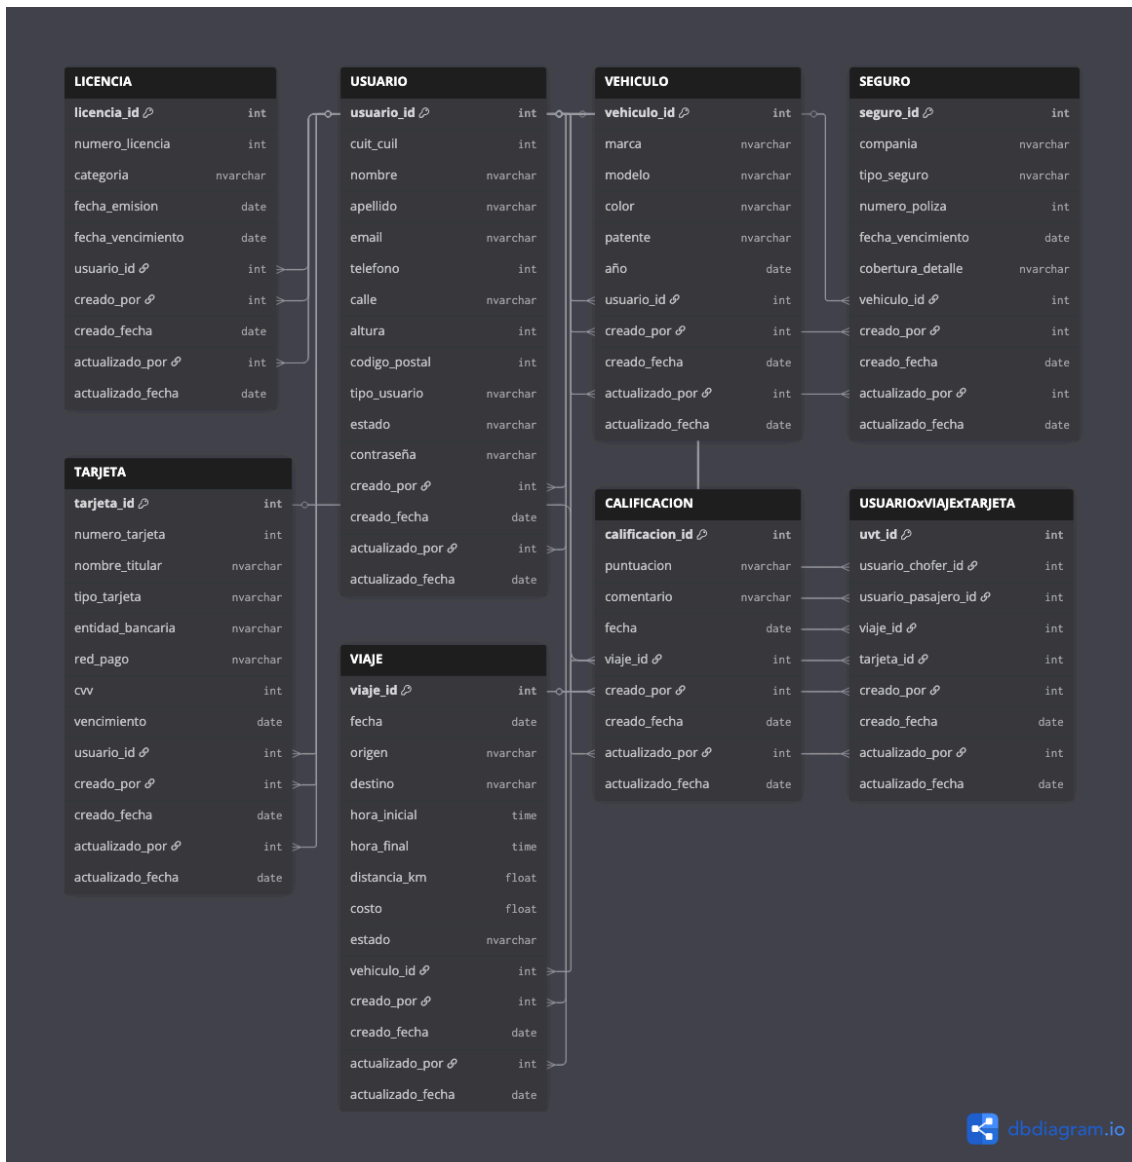 LICENCIA
licencia_id int
numero_licencia int
categoria nvarchar
fecha_emision date
fecha_vencimiento date
usuario_id int
creado_por int
creado_fecha date
actualizado_por int
actualizado_fecha date
USUARIO
usuario_id int
cuit_cuil int
nombre nvarchar
apellido nvarchar
email nvarchar
telefono int
calle nvarchar
altura int
codigo_postal int
tipo_usuario nvarchar
estado nvarchar
contraseña nvarchar
creado_por int
creado_fecha date
actualizado_por int
actualizado_fecha date
VEHICULO
vehiculo_id int
marca nvarchar
modelo nvarchar
color nvarchar
patente nvarchar
año date
usuario_id int
creado_por int
creado_fecha date
actualizado_por int
actualizado_fecha date
SEGURO
seguro_id int
compania nvarchar
tipo_seguro nvarchar
numero_poliza int
fecha_vencimiento date
cobertura_detalle nvarchar
vehiculo_id int
creado_por int
creado_fecha date
actualizado_por int
actualizado_fecha date
TARJETA
tarjeta_id int
numero_tarjeta int
nombre_titular nvarchar
tipo_tarjeta nvarchar
entidad_bancaria nvarchar
red_pago nvarchar
cvv int
vencimiento date
usuario_id int
creado_por int
creado_fecha date
actualizado_por int
actualizado_fecha date
VIAJE
viaje_id int
fecha date
origen nvarchar
destino nvarchar
hora_inicial time
hora_final time
distancia_km float
costo float
estado nvarchar
vehiculo_id int
creado_por int
creado_fecha date
actualizado_por int
actualizado_fecha date
CALIFICACION
calificacion_id int
puntuacion nvarchar
comentario nvarchar
fecha date
viaje_id int
creado_por int
creado_fecha date
actualizado_por int
actualizado_fecha date
USUARIOxVIAJExTARJETA
uvt_id int
usuario_chofer_id int
usuario_pasajero_id int
viaje_id int
tarjeta_id int
creado_por int
creado_fecha date
actualizado_por int
actualizado_fecha date
dbdiagram.io